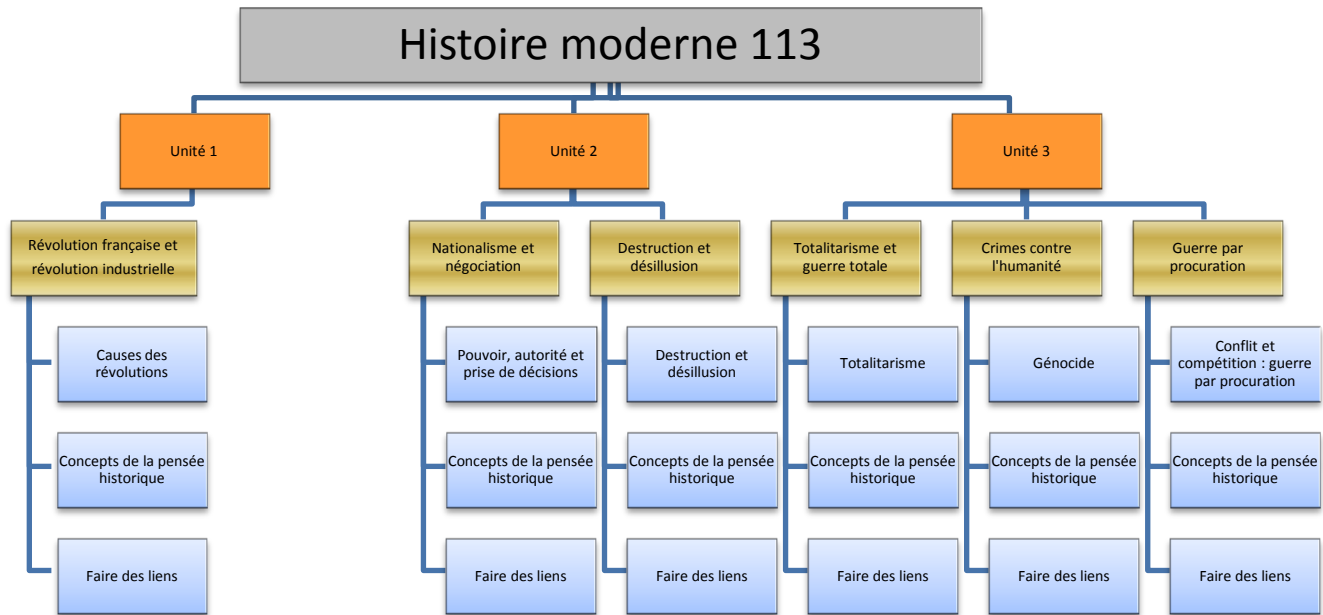 Histoire moderne 113
Unité 1
Unité 2
Unité 3
Révolution française et
révolution industrielle
Nationalisme et
négociation
Destruction et
désillusion
Totalitarisme et
guerre totale
Crimes contre
l'humanité
Guerre par
procuration
Causes des
révolutions
Pouvoir, autorité et
prise de décisions
Destruction et
désillusion
Totalitarisme
Génocide
Conflit et
compétition : guerre
par procuration
Concepts de la pensée
historique
Concepts de la pensée
historique
Concepts de la pensée
historique
Concepts de la pensée
historique
Concepts de la pensée
historique
Concepts de la pensée
historique
Faire des liens
Faire des liens
Faire des liens
Faire des liens
Faire des liens
Faire des liens